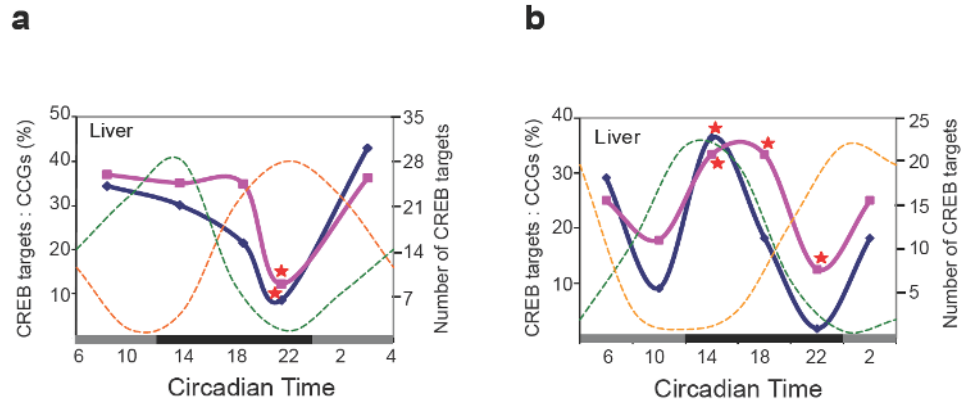 a
b
50
40
30
20
10
CREB targets : CCGs (%)
Liver
35
28
21
14
7
Number of CREB targets
6 10 14 18 22 2 4
Circadian Time
40
30
20
10
CREB targets : CCGs (%)
Liver
25
20
15
10
5
Number of CREB targets
6 10 14 18 22 2
Circadian Time